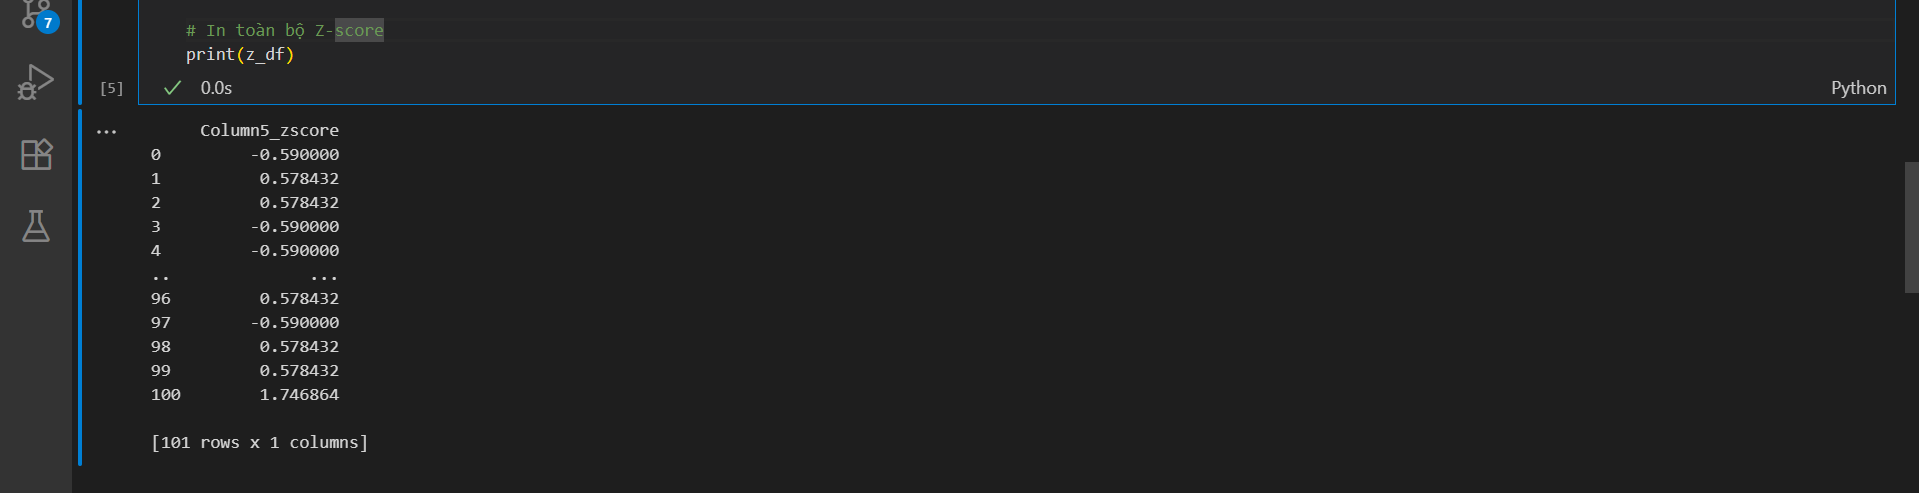 7
# In toàn bộ Z-score
print(z_df)
[5]
0.0s
Python
...
Column5_zscore
0 -0.590000
1 0.578432
2 0.578432
3 -0.590000
4 -0.590000
.. ...
96 0.578432
97 -0.590000
98 0.578432
99 0.578432
100 1.746864
[101 rows x 1 columns]